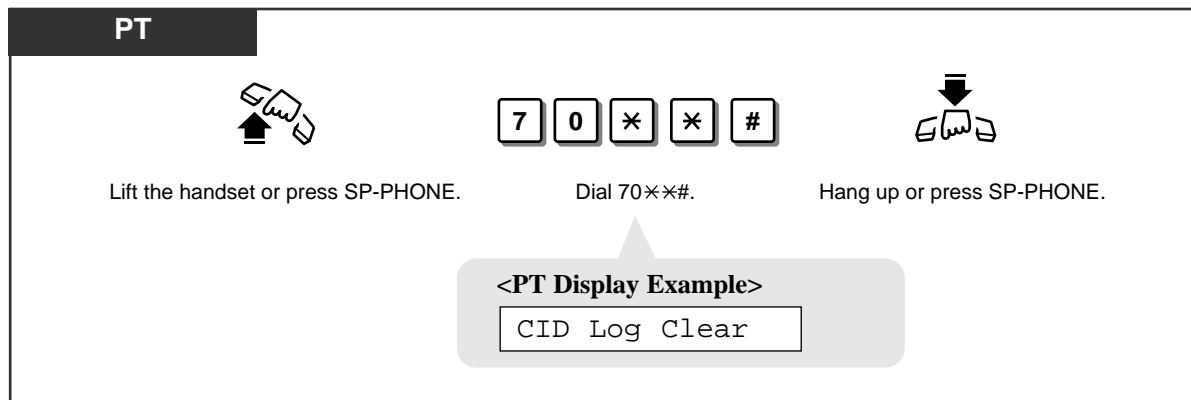 PT
7 0 ✳ ✳ #
Lift the handset or press SP-PHONE.
Dial 70✳✳#.
Hang up or press SP-PHONE.
<PT Display Example>
CID Log Clear